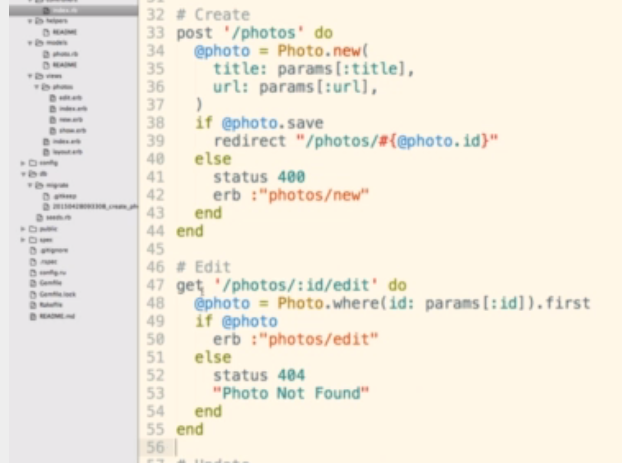 index.rb
helpers
README
models
photo.rb
README
views
photos
edit.erb
index.erb
new.erb
show.erb
index.erb
layout.erb
config
db
migrate
.gitkeep
seeds.rb
public
spec
.gitignore
.rspec
config.ru
Gemfile
Gemfile.lock
Rakefile
README.md
32 # Create
33 post '/photos' do
34 @photo = Photo.new(
35 title: params[:title],
36 url: params[:url],
37 )
38 if @photo.save
39 redirect "/photos/#{@photo.id}"
40 else
41 status 400
42 erb :"photos/new"
43 end
44 end
45
46 # Edit
47 get '/photos/:id/edit' do
48 @photo = Photo.where(id: params[:id]).first
49 if @photo
50 erb :"photos/edit"
51 else
52 status 404
53 "Photo Not Found"
54 end
55 end
56
57 # Update